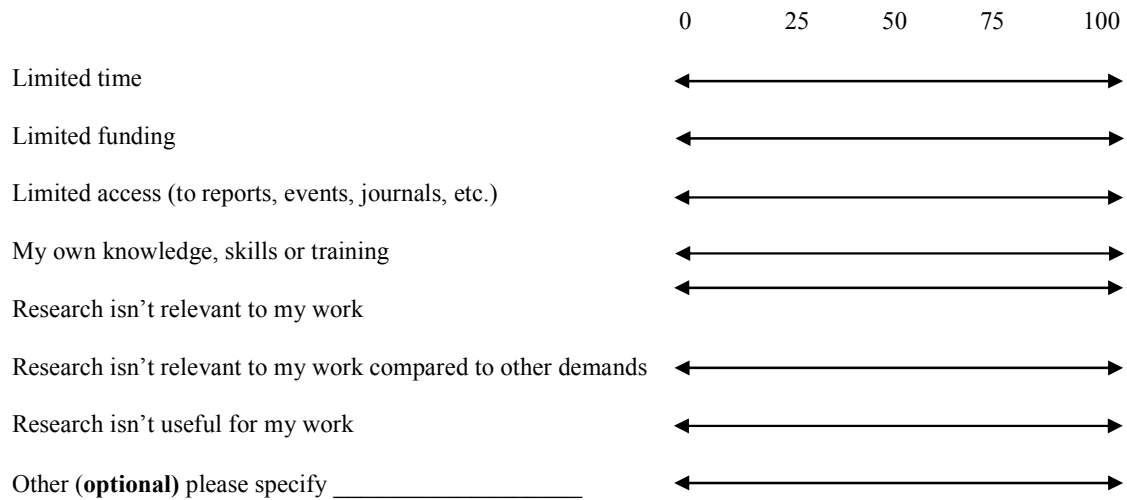 0 25 50 75 100
Limited time
Limited funding
Limited access (to reports, events, journals, etc.)
My own knowledge, skills or training
Research isn’t relevant to my work
Research isn’t relevant to my work compared to other demands
Research isn’t useful for my work
Other (optional) please specify ____________________